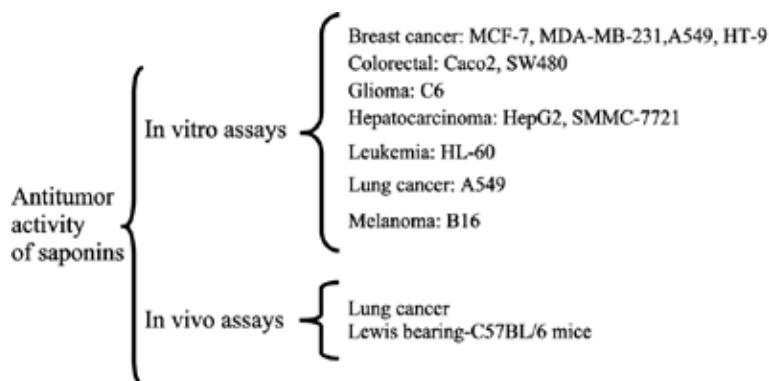 Antitumor
activity
of saponins
In vitro assays
Breast cancer: MCF-7, MDA-MB-231,A549, HT-9
Colorectal: Caco2, SW480
Glioma: C6
Hepatocarcinoma: HepG2, SMMC-7721
Leukemia: HL-60
Lung cancer: A549
Melanoma: B16
In vivo assays
Lung cancer
Lewis bearing-C57BL/6 mice